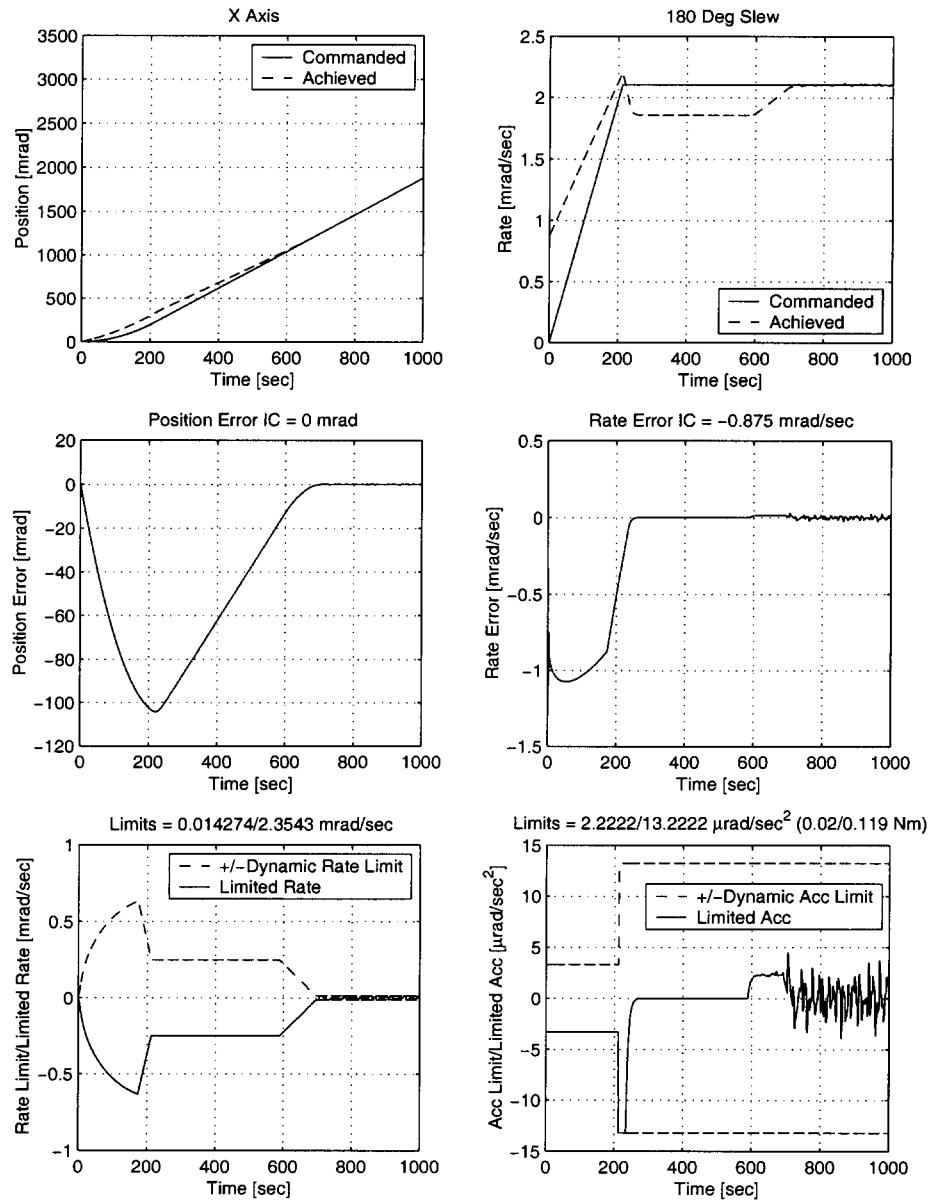 X Axis
3500
3000
2500
2000
1500
1000
500
0
Position [mrad]
Commanded
Achieved
0 200 400 600 800 1000
Time [sec]
180 Deg Slew
2.5
2
1.5
1
0.5
0
Rate [mrad/sec]
Commanded
Achieved
0 200 400 600 800 1000
Time [sec]
Position Error IC = 0 mrad
20
0
−20
−40
−60
−80
−100
−120
Position Error [mrad]
0 200 400 600 800 1000
Time [sec]
Rate Error IC = −0.875 mrad/sec
0.5
0
−0.5
−1
−1.5
Rate Error [mrad/sec]
0 200 400 600 800 1000
Time [sec]
Limits = 0.014274/2.3543 mrad/sec
1
0.5
0
−0.5
−1
Rate Limit/Limited Rate [mrad/sec]
+/−Dynamic Rate Limit
Limited Rate
0 200 400 600 800 1000
Time [sec]
Limits = 2.2222/13.2222 μrad/sec² (0.02/0.119 Nm)
15
10
5
0
−5
−10
−15
Acc Limit/Limited Acc [μrad/sec²]
+/−Dynamic Acc Limit
Limited Acc
0 200 400 600 800 1000
Time [sec]